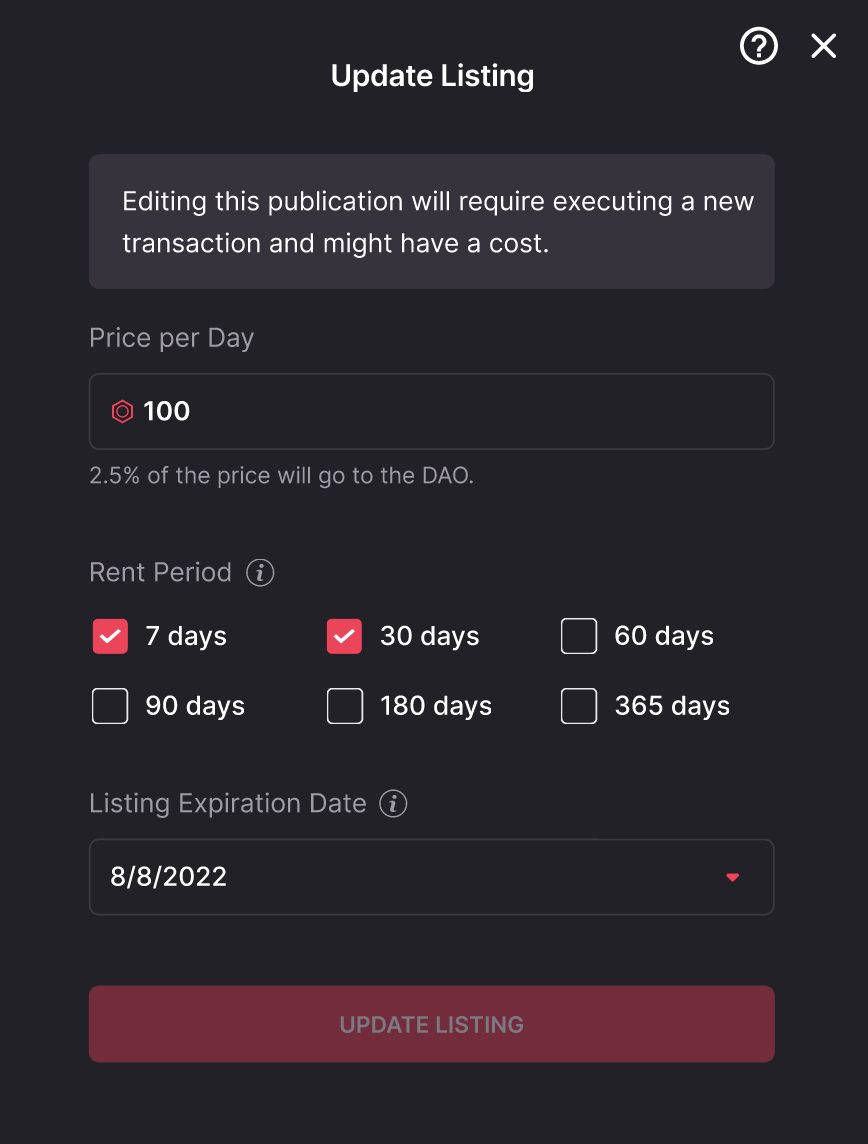 Update Listing
Editing this publication will require executing a new
transaction and might have a cost.
Price per Day
100
2.5% of the price will go to the DAO.
Rent Period
7 days 30 days 60 days
90 days 180 days 365 days
Listing Expiration Date
8/8/2022
UPDATE LISTING